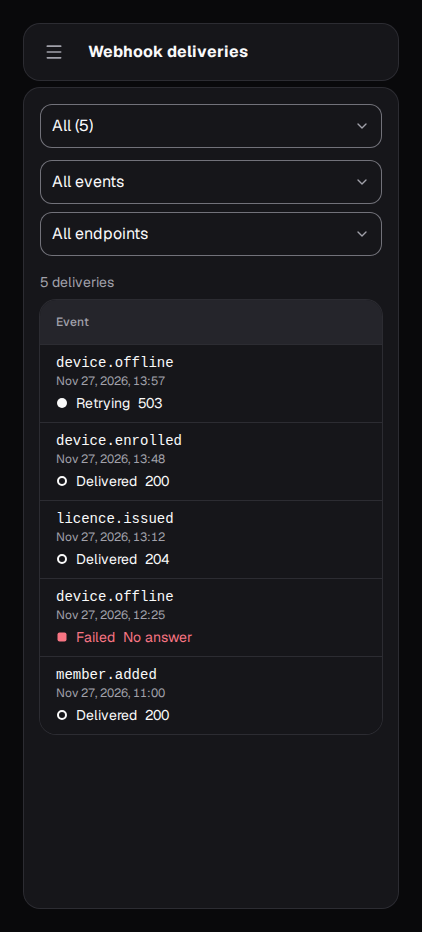 Webhook deliveries
All (5)
All events
All endpoints
5 deliveries
Event
device.offline
Nov 27, 2026, 13:57
Retrying 503
device.enrolled
Nov 27, 2026, 13:48
Delivered 200
licence.issued
Nov 27, 2026, 13:12
Delivered 204
device.offline
Nov 27, 2026, 12:25
Failed No answer
member.added
Nov 27, 2026, 11:00
Delivered 200